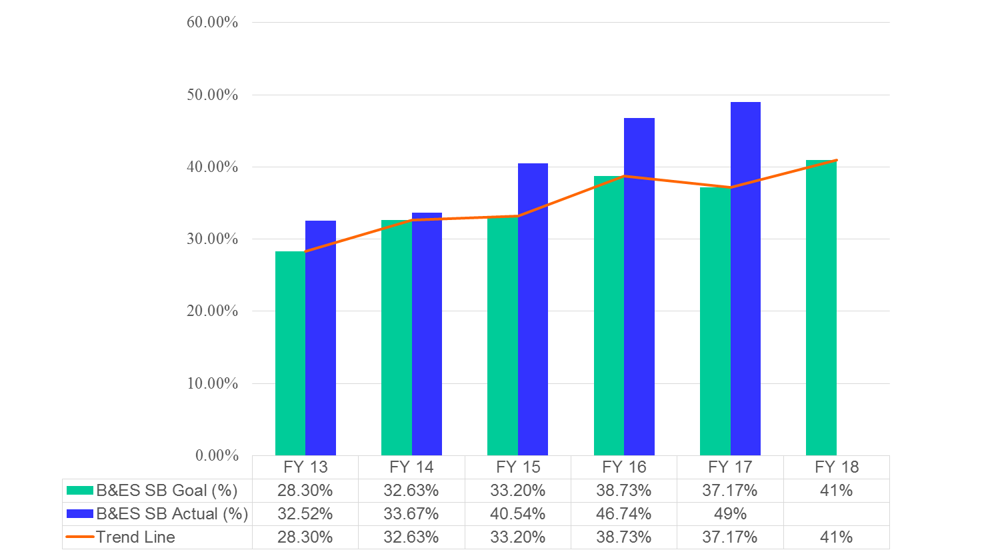 60.00%
50.00%
40.00%
30.00%
20.00%
10.00%
0.00%
FY 13 FY 14 FY 15 FY 16 FY 17 FY 18
B&ES SB Goal (%) 28.30% 32.63% 33.20% 38.73% 37.17% 41%
B&ES SB Actual (%) 32.52% 33.67% 40.54% 46.74% 49%
Trend Line 28.30% 32.63% 33.20% 38.73% 37.17% 41%